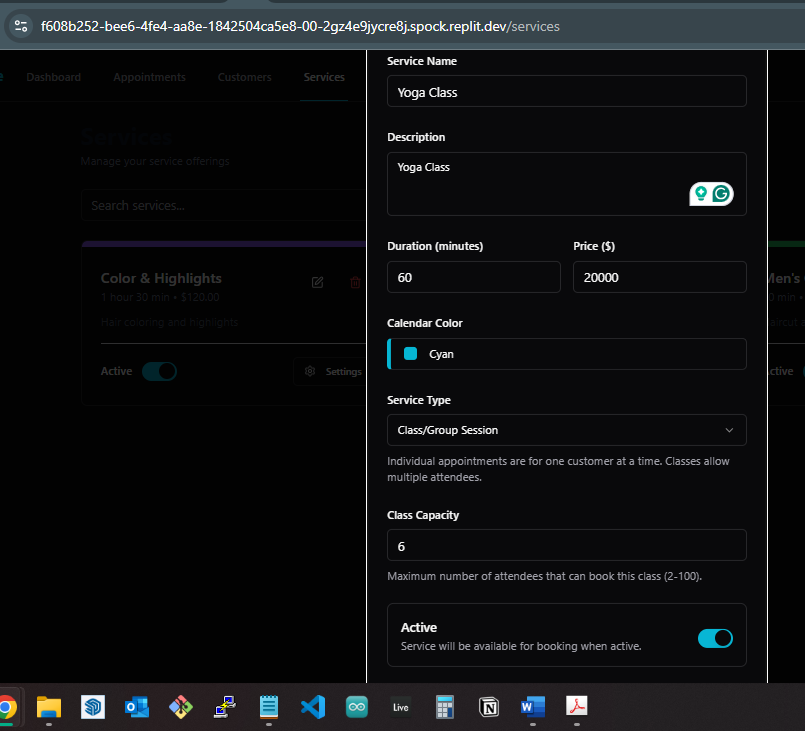 f608b252-bee6-4fe4-aa8e-1842504ca5e8-00-2gz4e9jycre8j.spock.replit.dev/services
Dashboard Appointments Customers Services
Services
Manage your service offerings
Search services...
Color & Highlights
1 hour 30 min • $120.00
Hair coloring and highlights
Active
Settings
Service Name
Yoga Class
Description
Yoga Class
Duration (minutes) Price ($)
60 20000
Calendar Color
Cyan
Service Type
Class/Group Session
Individual appointments are for one customer at a time. Classes allow
multiple attendees.
Class Capacity
6
Maximum number of attendees that can book this class (2-100).
Active
Service will be available for booking when active.
Men's
Live